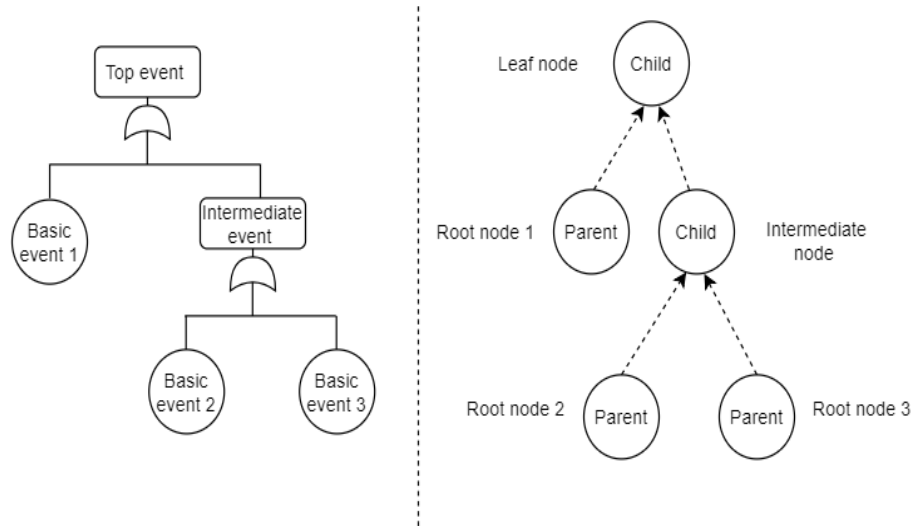 Top event
Basic
event 1
Intermediate
event
Basic
event 2
Basic
event 3
Leaf node
Child
Root node 1
Parent
Child
Intermediate
node
Root node 2
Parent
Parent
Root node 3